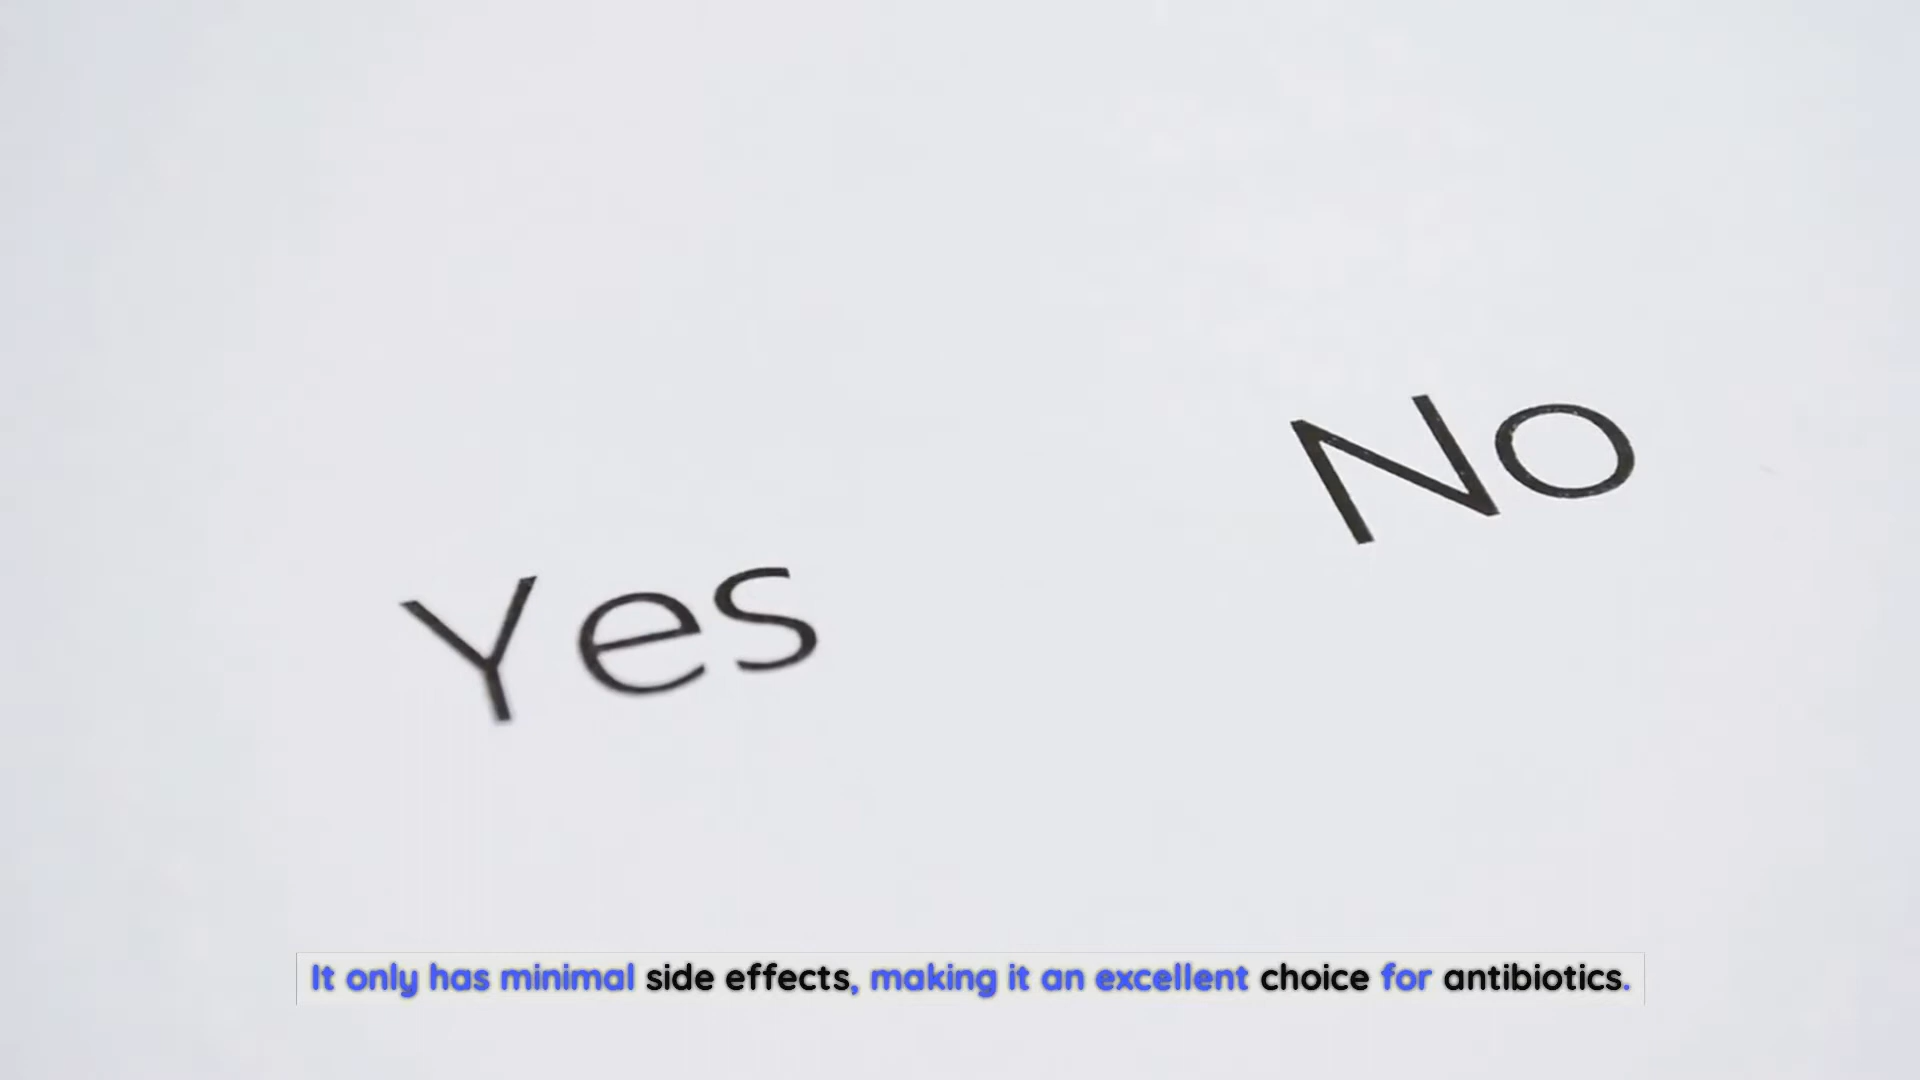 No
Yes
It only has minimal side effects, making it an excellent choice for antibiotics.